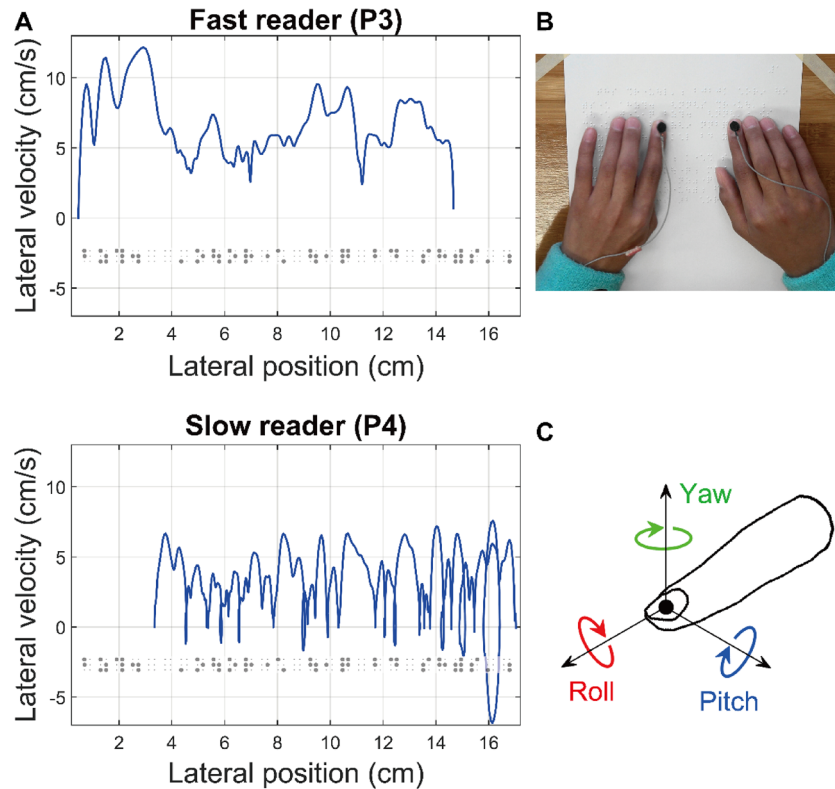 A
Fast reader (P3)
Lateral velocity (cm/s)
10
5
0
-5
2 4 6 8 10 12 14 16
Lateral position (cm)
B
Slow reader (P4)
Lateral velocity (cm/s)
10
5
0
-5
2 4 6 8 10 12 14 16
Lateral position (cm)
C
Yaw
Roll
Pitch